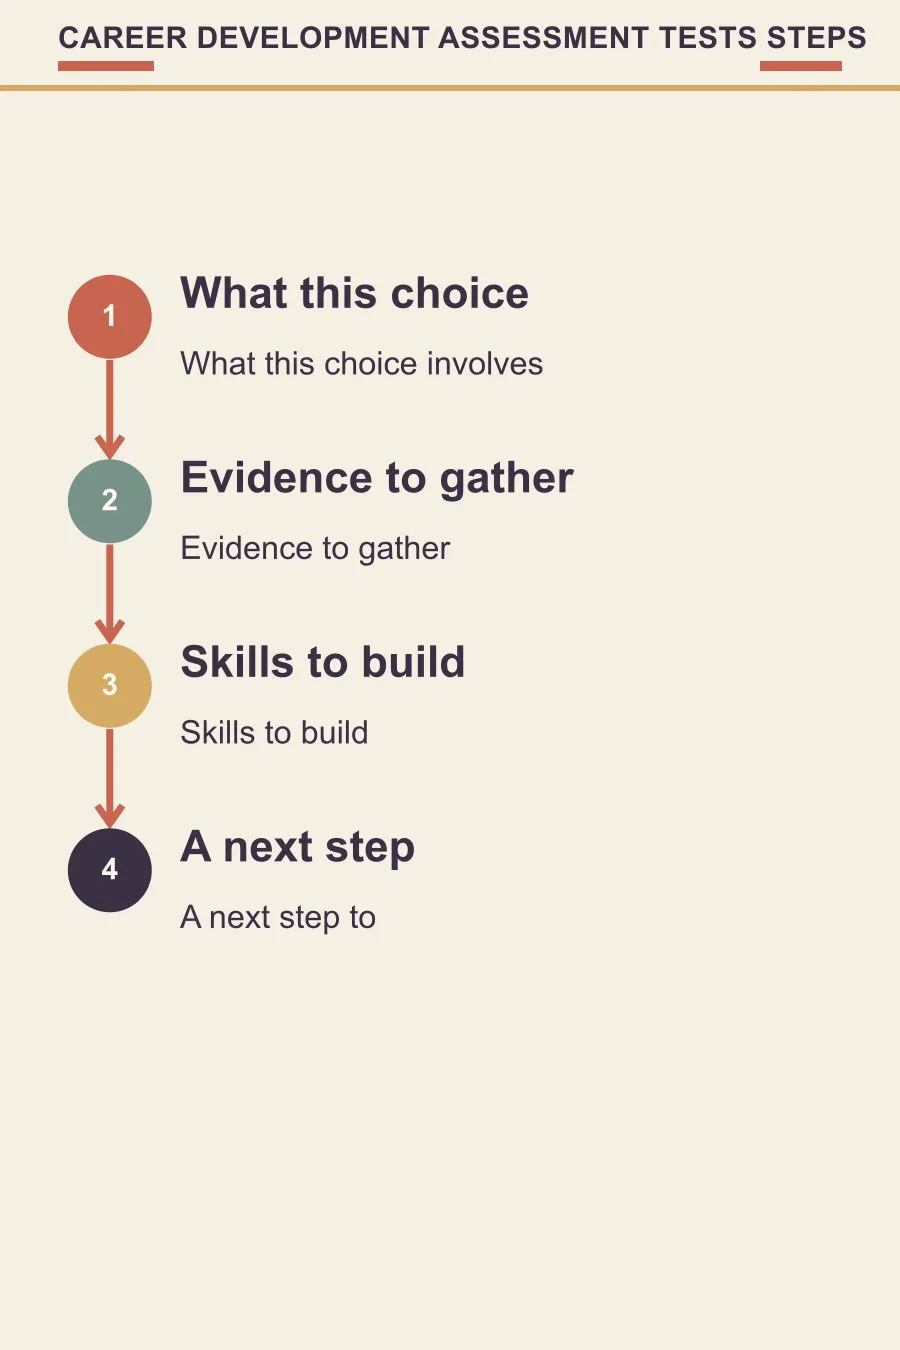 CAREER DEVELOPMENT ASSESSMENT TESTS STEPS
1
What this choice
What this choice involves
2
Evidence to gather
Evidence to gather
3
Skills to build
Skills to build
4
A next step
A next step to